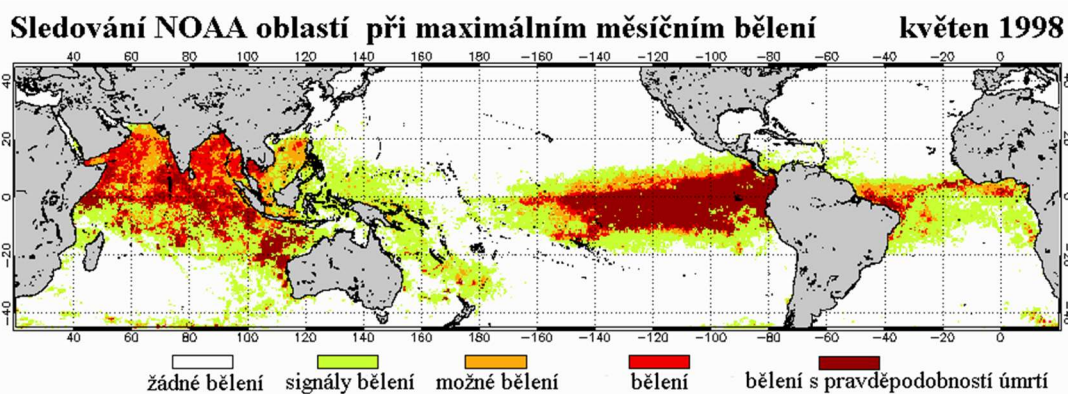 Sledování NOAA oblastí při maximálním měsíčním bělení květen 1998
40 60 80 100 120 140 160 180 -160 -140 -120 -100 -80 -60 -40 -20 0
40
20 20
0 0
-20
40
40 60 80 100 120 140 160 180 -160 -140 -120 -100 -80 -60 -40 -20 0
žádné bělení signály bělení možné bělení bělení bělení s pravděpodobností úmrtí